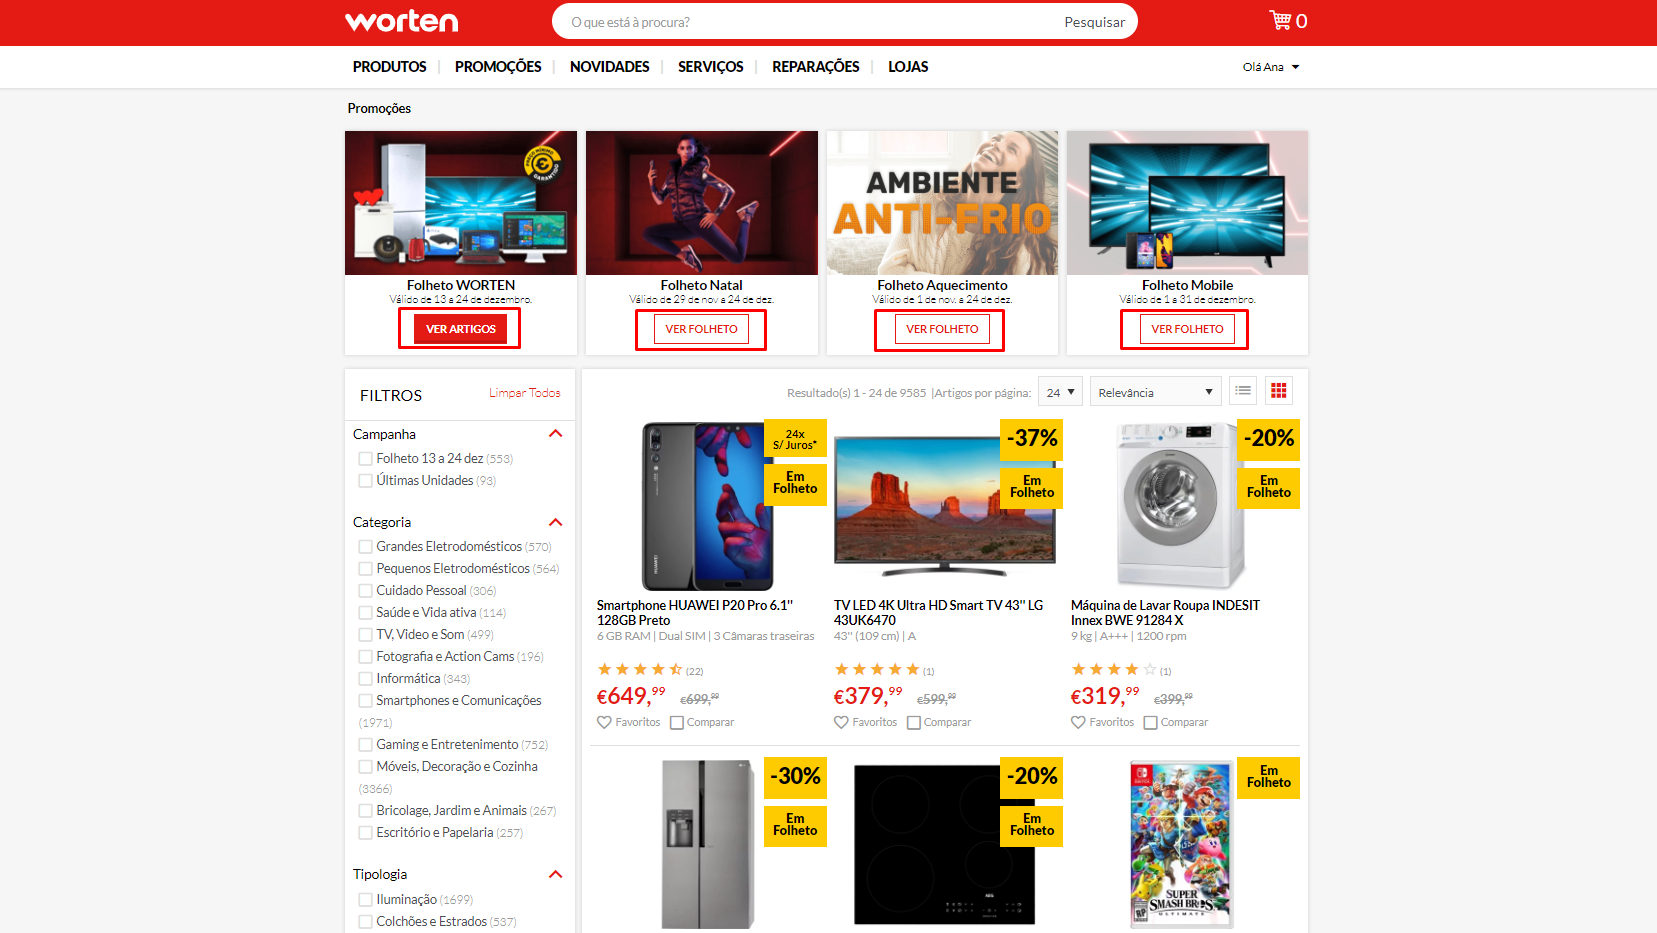 worten
O que está à procura?
Pesquisar
0
PRODUTOS
PROMOÇÕES
NOVIDADES
SERVIÇOS
REPARAÇÕES
LOJAS
Olá Ana
Promoções
PREÇO MÍNIMO
GARANTIDO
AMBIENTE
ANTI-FRIO
Folheto WORTEN
Válido de 13 a 24 de dezembro.
VER ARTIGOS
Folheto Natal
Válido de 29 de nov a 24 de dez.
VER FOLHETO
Folheto Aquecimento
Válido de 1 de nov. a 24 de dez.
VER FOLHETO
Folheto Mobile
Válido de 1 a 31 de dezembro.
VER FOLHETO
FILTROS
Limpar Todos
Campanha
Folheto 13 a 24 dez (553)
Últimas Unidades (93)
Categoria
Grandes Eletrodomésticos (570)
Pequenos Eletrodomésticos (564)
Cuidado Pessoal (306)
Saúde e Vida ativa (114)
TV, Video e Som (499)
Fotografia e Action Cams (196)
Informática (343)
Smartphones e Comunicações
(1971)
Gaming e Entretenimento (752)
Móveis, Decoração e Cozinha
(3366)
Bricolage, Jardim e Animais (267)
Escritório e Papelaria (257)
Tipologia
Iluminação (1699)
Colchões e Estrados (537)
Resultado(s) 1 - 24 de 9585 |Artigos por página:
24
Relevância
24x
S/ Juros*
Em
Folheto
HUAWEI
Smartphone HUAWEI P20 Pro 6.1''
128GB Preto
6 GB RAM | Dual SIM | 3 Câmaras traseiras
(22)
€649,99 €699,99
Favoritos
Comparar
-37%
Em
Folheto
TV LED 4K Ultra HD Smart TV 43'' LG
43UK6470
43'' (109 cm) | A
(1)
€379,99 €599,99
Favoritos
Comparar
-20%
Em
Folheto
Máquina de Lavar Roupa INDESIT
Innex BWE 91284 X
9 kg | A+++ | 1200 rpm
(1)
€319,99 €399,99
Favoritos
Comparar
-30%
Em
Folheto
-20%
Em
Folheto
AEG
Em
Folheto
SUPER
SMASH BROS.
ULTIMATE
RP